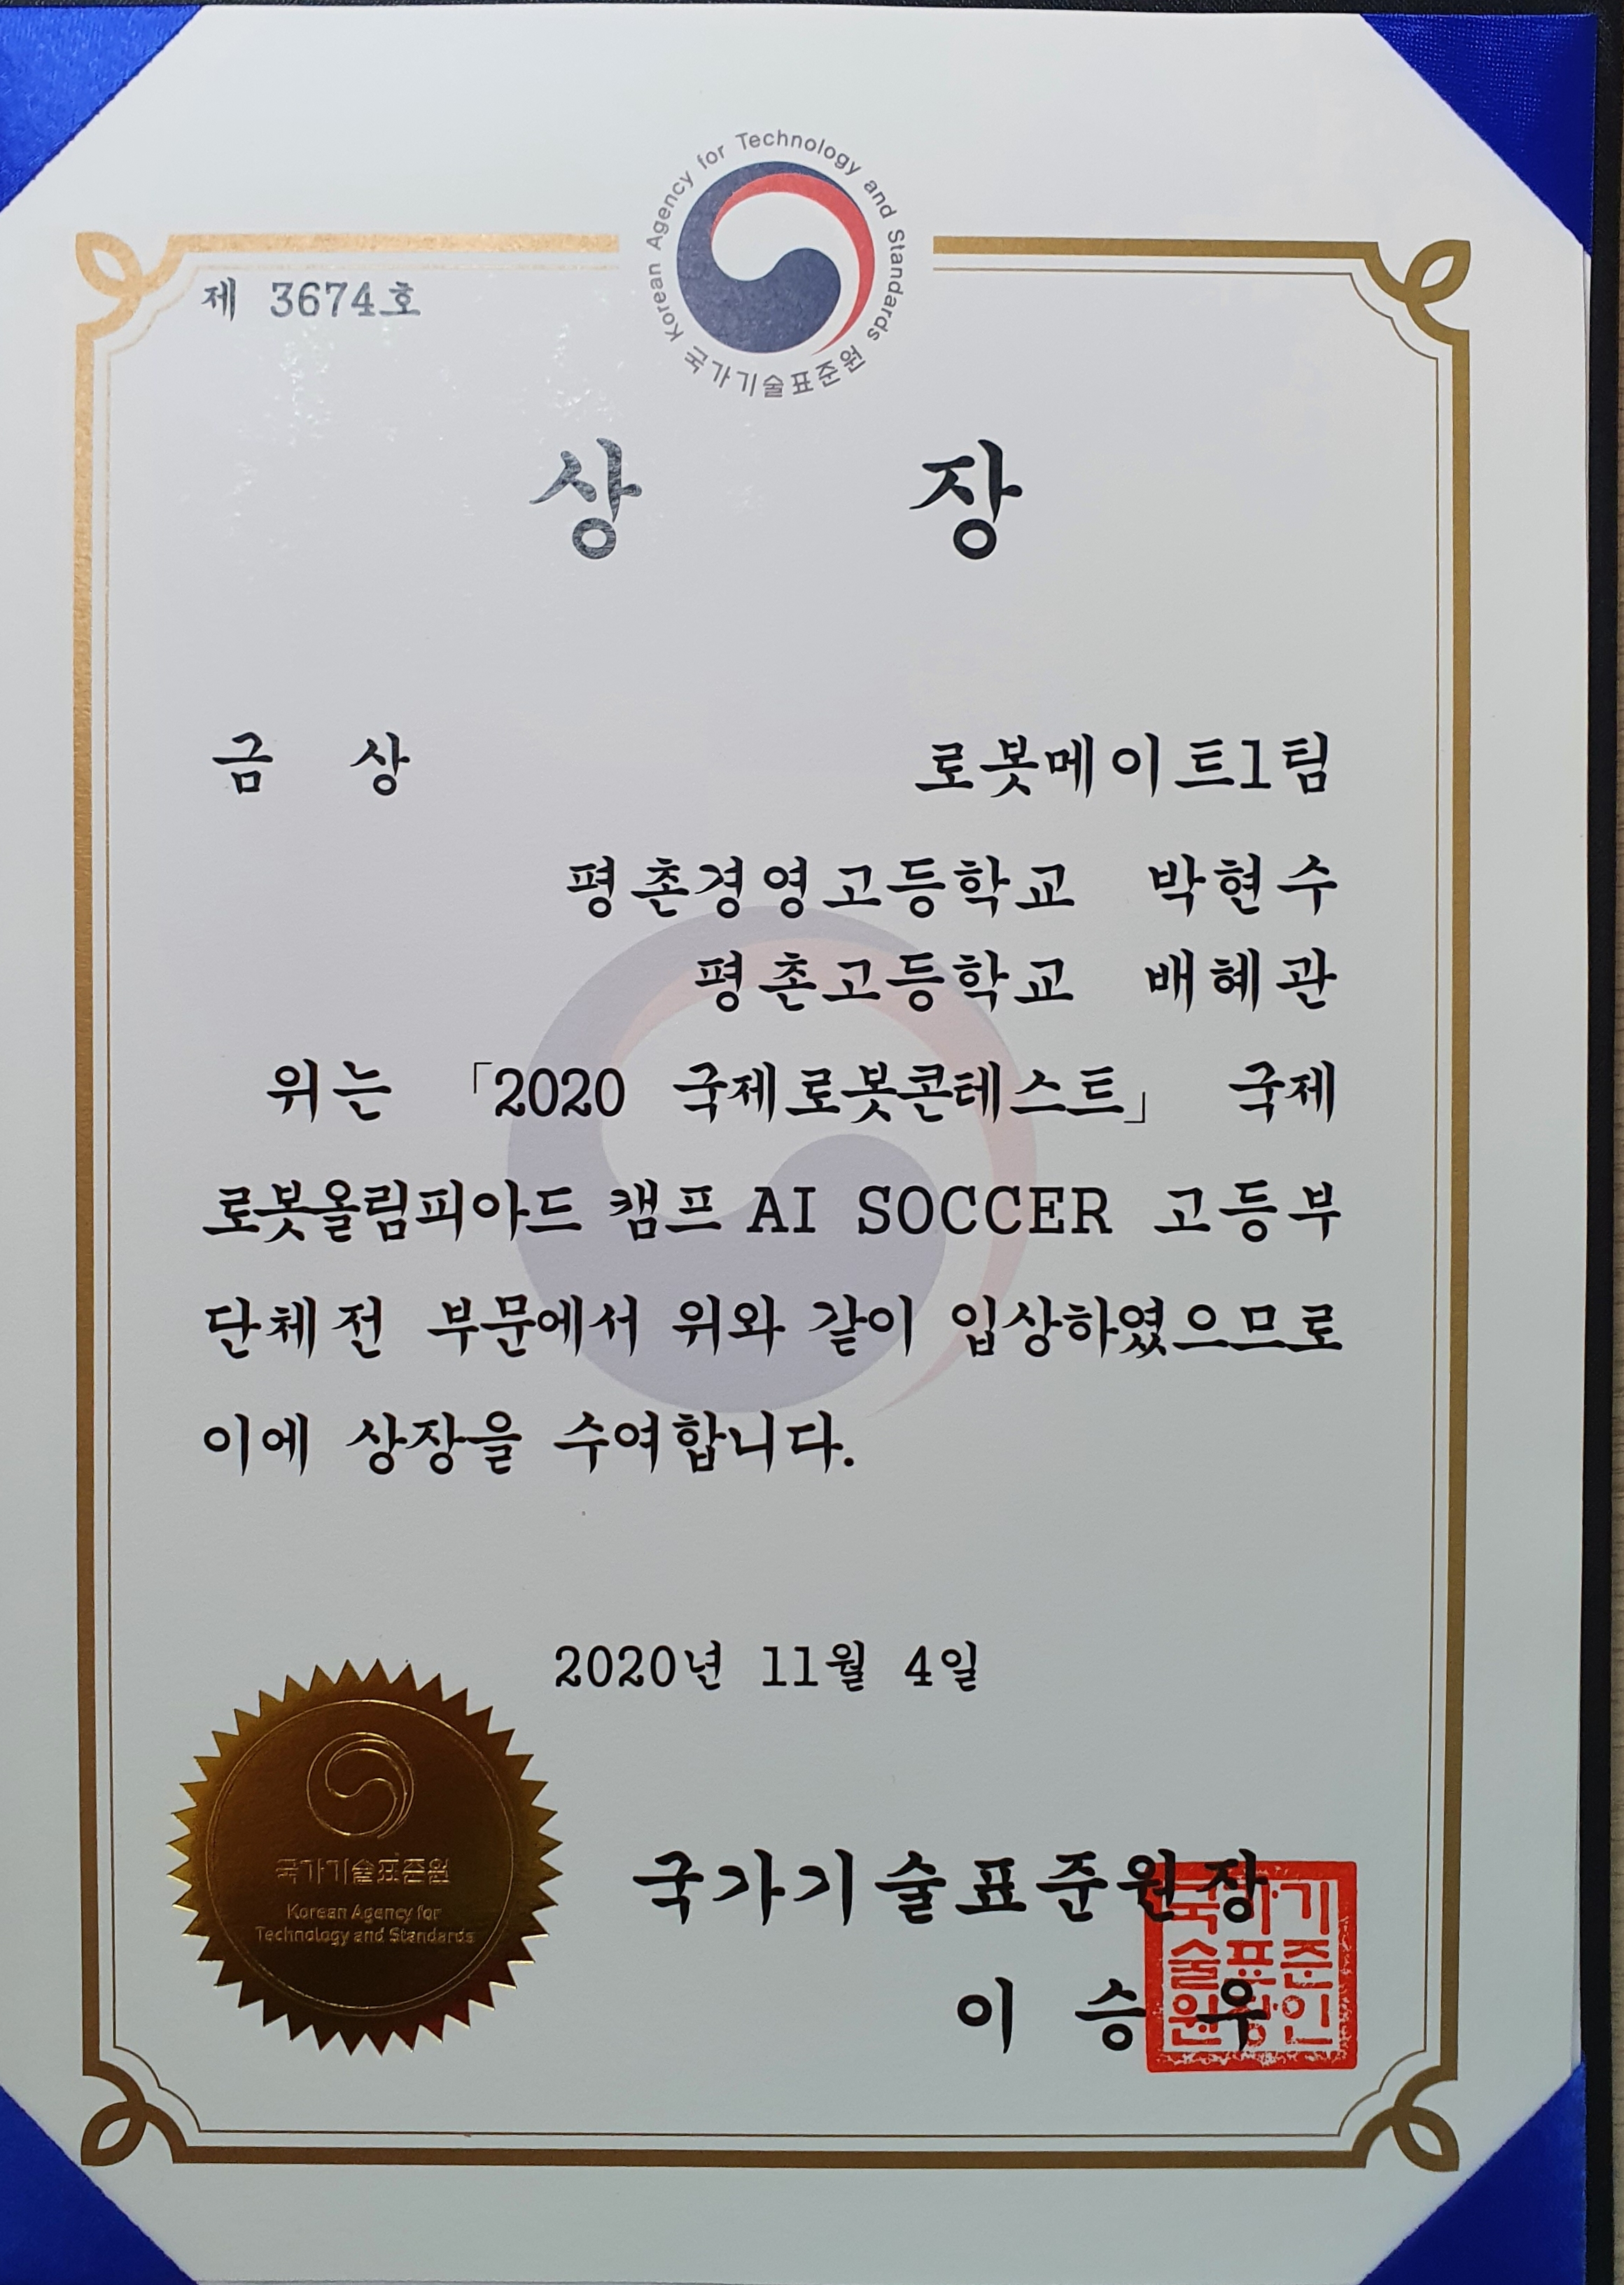 Korean Agency for Technology and Standards 국가기술표준원
제 3674호
상 장
금 상 로봇메이트1팀
평촌경영고등학교 박현수
평촌고등학교 배혜관
위는 「2020 국제로봇콘테스트」 국제
로봇올림피아드 캠프 AI SOCCER 고등부
단체전 부문에서 위와 같이 입상하였으므로
이에 상장을 수여합니다.
2020년 11월 4일
국가기술표준원
Korean Agency for
Technology and Standards
국가기술표준원장
이 승 우
국가기
술표준
원장인